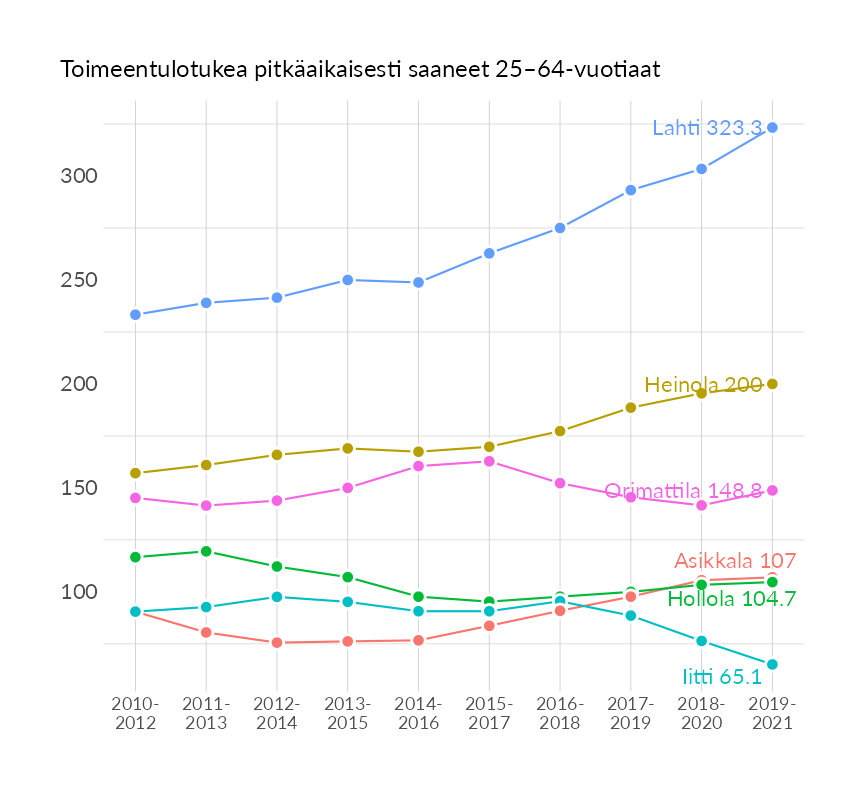 Toimeentulotukea pitkäaikaisesti saaneet 25–64-vuotiaat
Lahti 323.3
300
250
200
Heinola 200
150
Orimattila 148.8
Asikkala 107
100
Hollola 104.7
Iitti 65.1
2010- 2011- 2012- 2013- 2014- 2015- 2016- 2017- 2018- 2019-
2012 2013 2014 2015 2016 2017 2018 2019 2020 2021